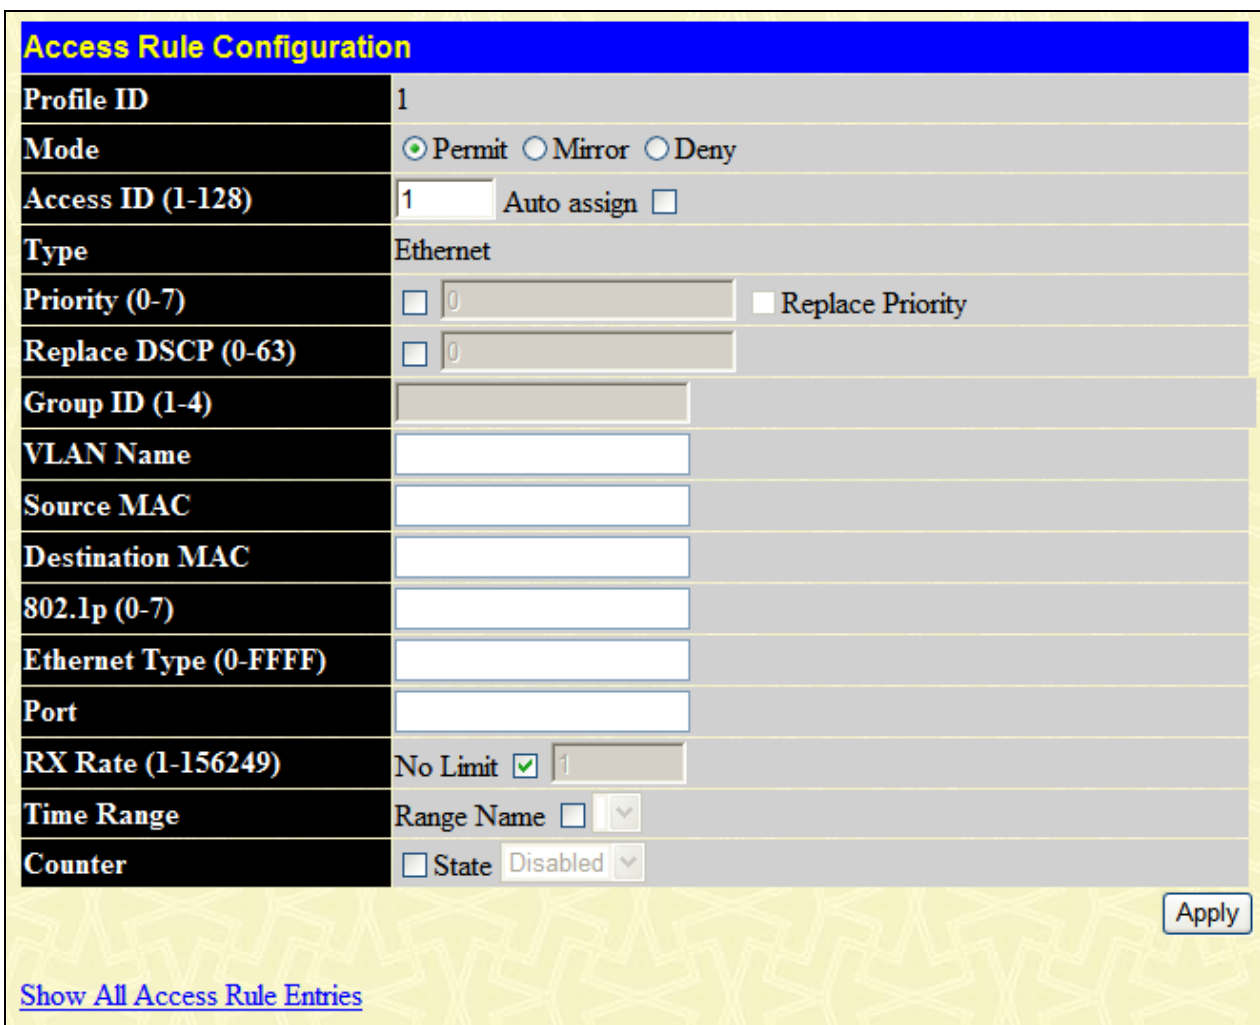 Access Rule Configuration
Profile ID 1
Mode Permit Mirror Deny
Access ID (1-128) 1 Auto assign
Type Ethernet
Priority (0-7) 0 Replace Priority
Replace DSCP (0-63) 0
Group ID (1-4)
VLAN Name
Source MAC
Destination MAC
802.1p (0-7)
Ethernet Type (0-FFFF)
Port
RX Rate (1-156249) No Limit 1
Time Range Range Name
Counter State Disabled
Apply
Show All Access Rule Entries